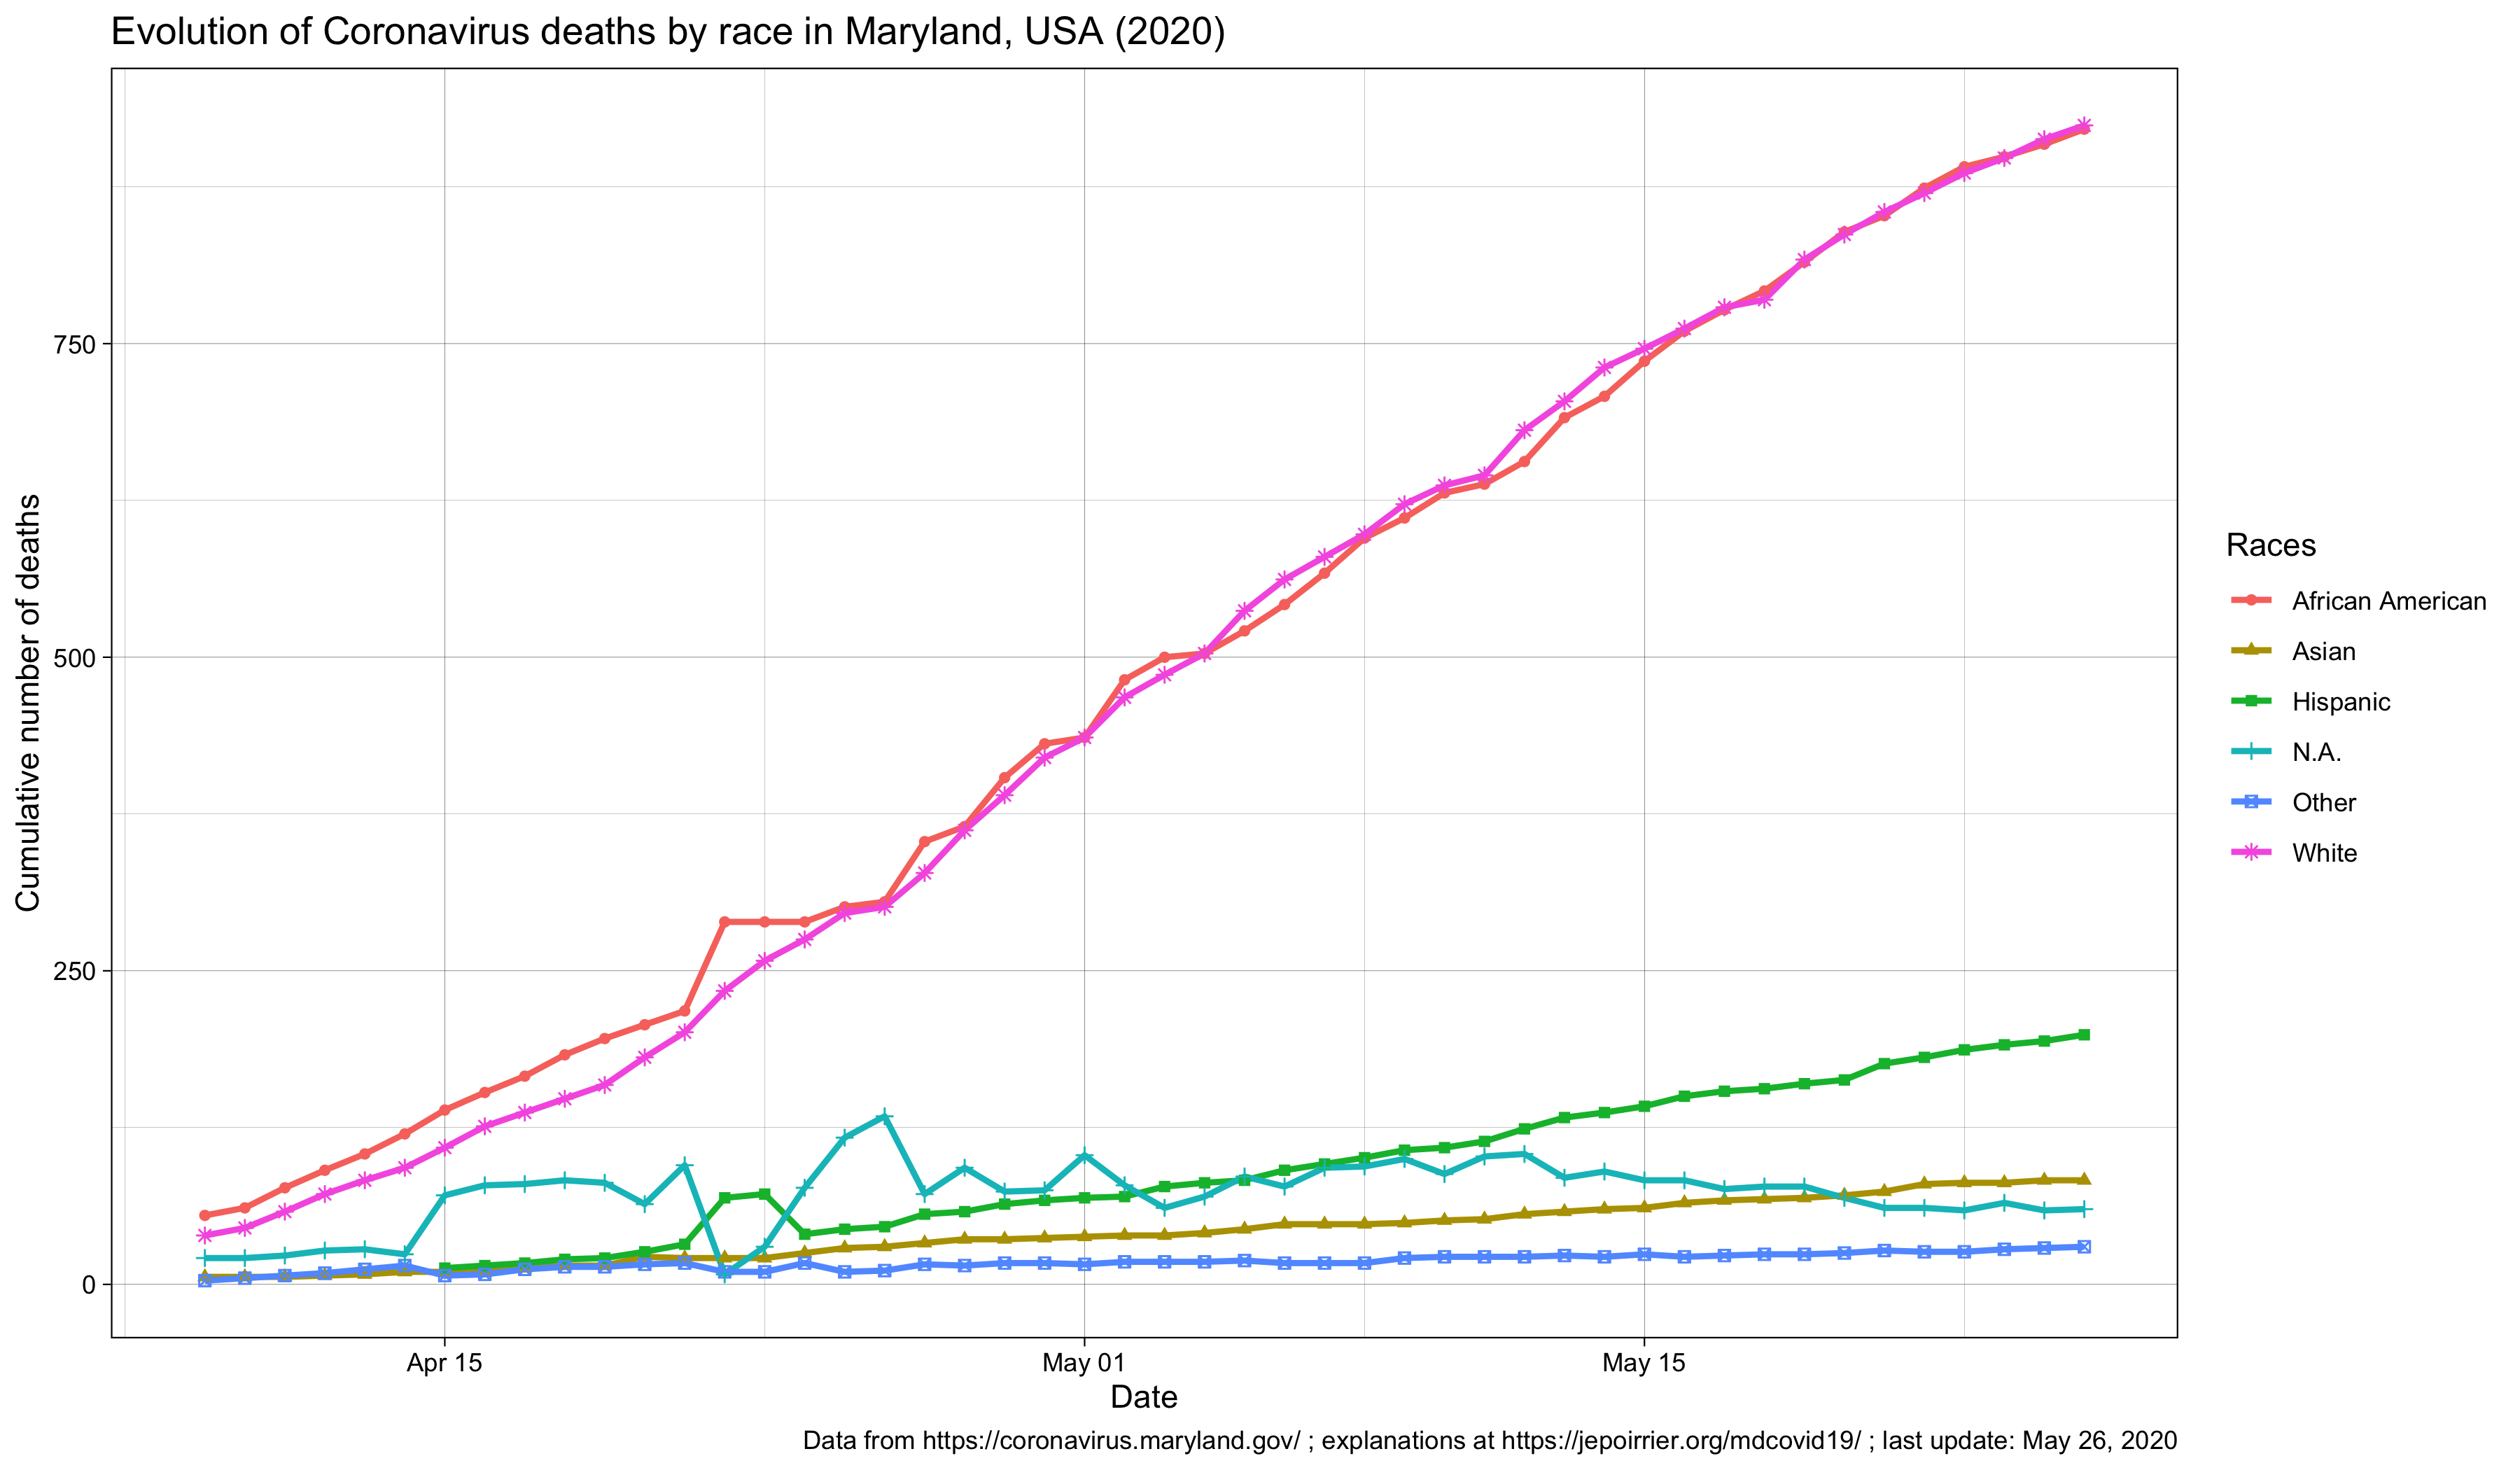 Evolution of Coronavirus deaths by race in Maryland, USA (2020)
Cumulative number of deaths
750
500
250
0
Apr 15
May 01
May 15
Date
Races
African American
Asian
Hispanic
N.A.
Other
White
Data from https://coronavirus.maryland.gov/ ; explanations at https://jepoirrier.org/mdcovid19/ ; last update: May 26, 2020